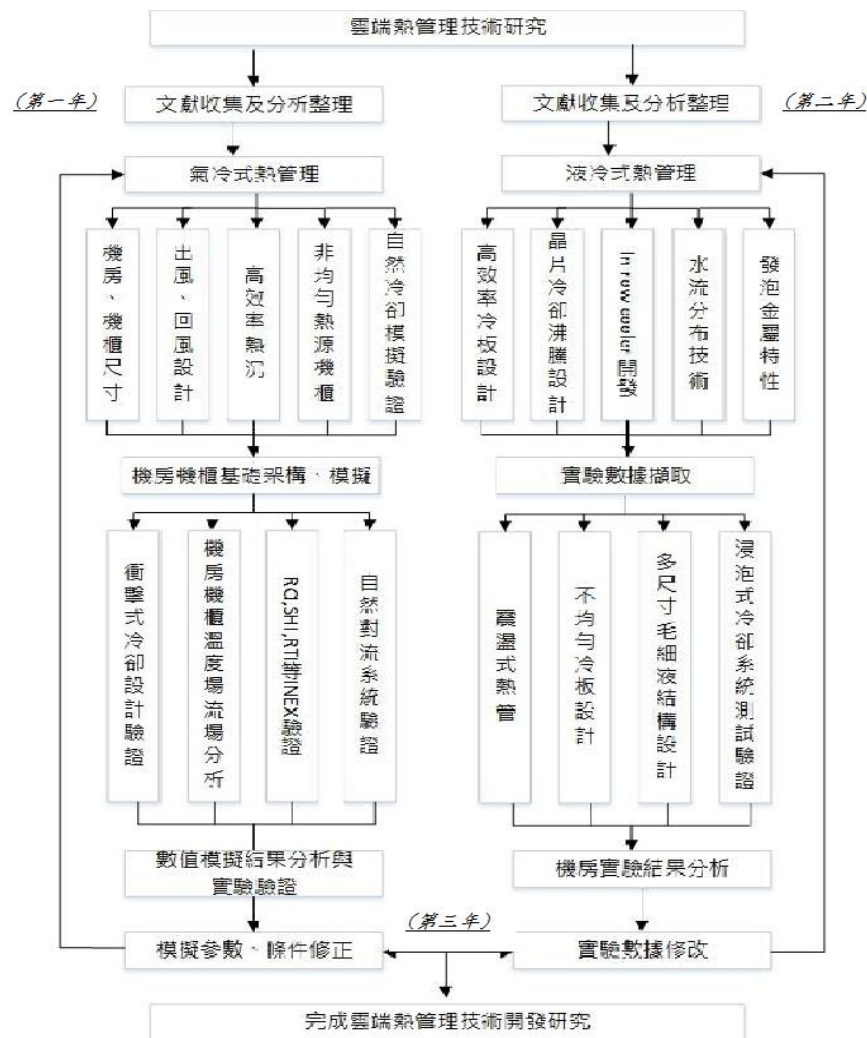 雲端熱管理技術研究
(第一年)
文獻收集及分析整理
文獻收集及分析整理
(第二年)
氣冷式熱管理
液冷式熱管理
機房、機櫃尺寸
出風、回風設計
高效率熱沉
非均勻熱源機櫃
自然冷卻模擬驗證
高效率冷板設計
晶片冷卻沸騰設計
In row cooler 開發
水流分布技術
發泡金屬特性
機房機櫃基礎架構、模擬
實驗數據擷取
衝擊式冷卻設計驗證
機房機櫃溫度場流場分析
RCI,SHI,RTI等INEX驗證
自然對流系統驗證
震盪式熱管
不均勻冷板設計
多尺寸毛細液結構設計
浸泡式冷卻系統測試驗證
數值模擬結果分析與
實驗驗證
機房實驗結果分析
(第三年)
模擬參數、條件修正
實驗數據修改
完成雲端熱管理技術開發研究